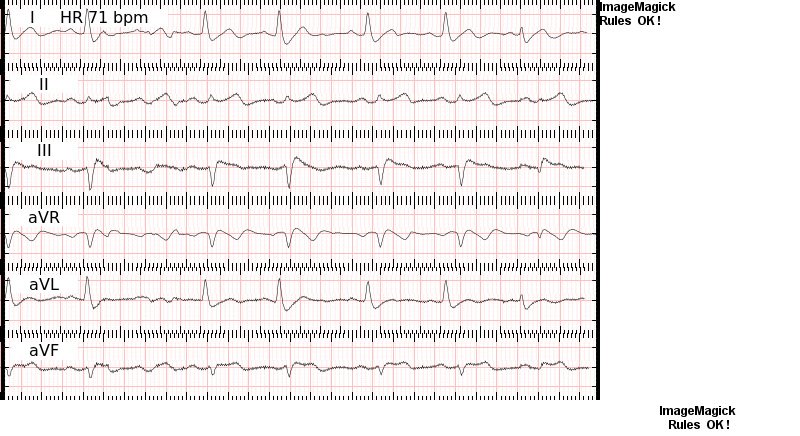 I HR 71 bpm
ImageMagick
Rules OK!
II
III
aVR
aVL
aVF
ImageMagick
Rules OK!